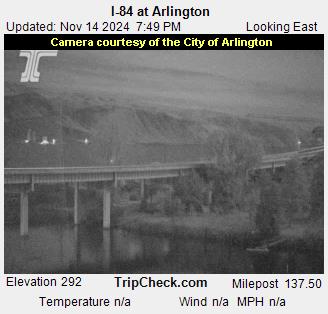 I-84 at Arlington
Updated: Nov 14 2024 7:49 PM Looking East
Camera courtesy of the City of Arlington
Elevation 292 TripCheck.com Milepost 137.50
Temperature n/a Wind n/a MPH n/a